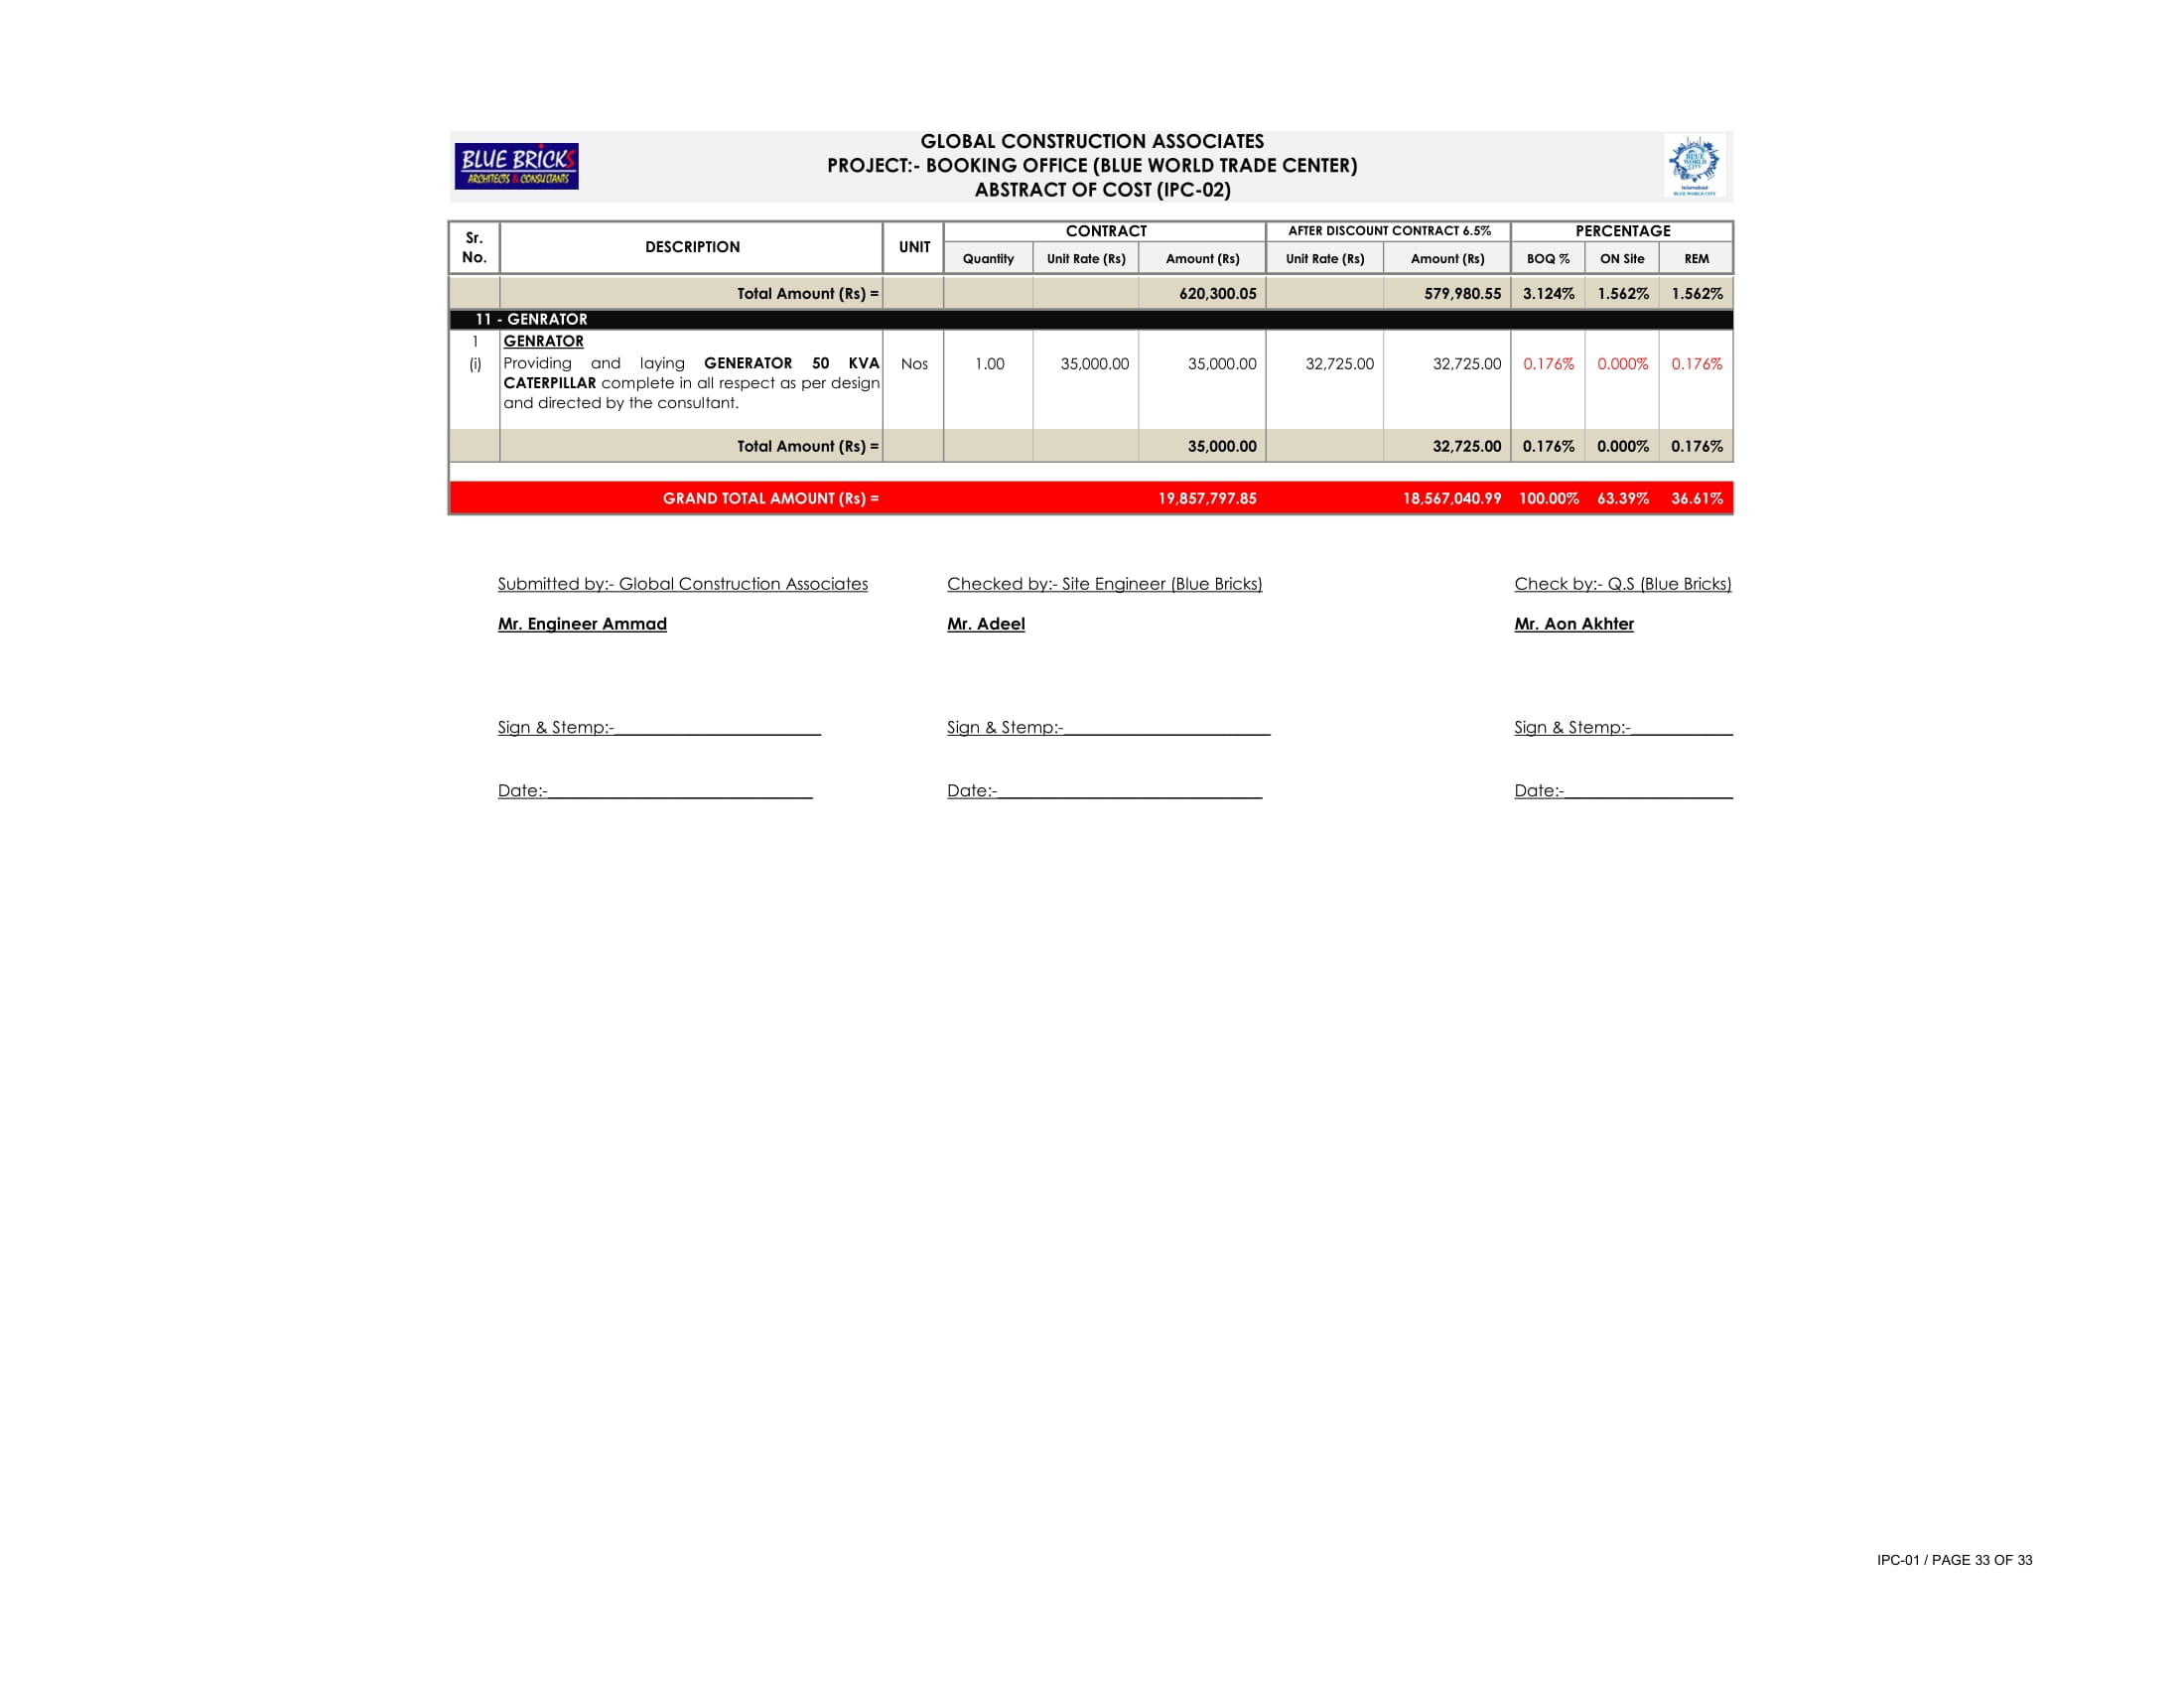 GLOBAL CONSTRUCTION ASSOCIATES
BLUE BRICKS
ARCHITECTS & CONSULTANTS
PROJECT:- BOOKING OFFICE (BLUE WORLD TRADE CENTER)
ABSTRACT OF COST (IPC-02)
BLUE
WORLD
CITY
Islamabad
BLUE WORLD CITY
Sr. No. DESCRIPTION UNIT CONTRACT AFTER DISCOUNT CONTRACT 6.5% PERCENTAGE
Quantity Unit Rate (Rs) Amount (Rs) Unit Rate (Rs) Amount (Rs) BOQ % ON Site REM
Total Amount (Rs) = 620,300.05 579,980.55 3.124% 1.562% 1.562%
11 - GENRATOR
1 GENRATOR
(i) Providing and laying GENERATOR 50 KVA Nos 1.00 35,000.00 35,000.00 32,725.00 32,725.00 0.176% 0.000% 0.176%
CATERPILLAR complete in all respect as per design
and directed by the consultant.
Total Amount (Rs) = 35,000.00 32,725.00 0.176% 0.000% 0.176%
GRAND TOTAL AMOUNT (Rs) = 19,857,797.85 18,567,040.99 100.00% 63.39% 36.61%
Submitted by:- Global Construction Associates Checked by:- Site Engineer (Blue Bricks) Check by:- Q.S (Blue Bricks)
Mr. Engineer Ammad Mr. Adeel Mr. Aon Akhter
Sign & Stemp:- Sign & Stemp:- Sign & Stemp:-
Date:- Date:- Date:-
IPC-01 / PAGE 33 OF 33